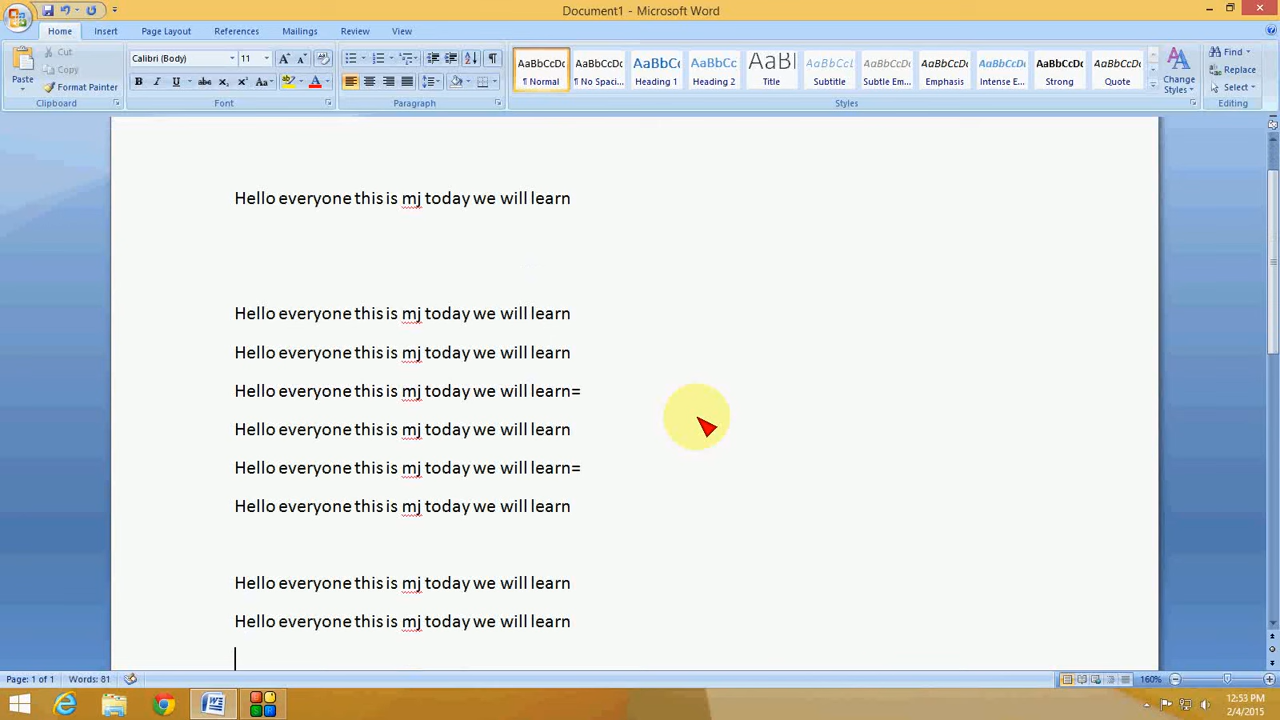 Document1 - Microsoft Word
Home Insert Page Layout References Mailings Review View
Paste
Cut
Copy
Format Painter
Clipboard
Calibri (Body) 11
B I U abe x₂ x² Aa
Font
Paragraph
AaBbCcDc AaBbCcDc AaBbC AaBbCc AaB AaBbCcL AaBbCcDc AaBbCcDc AaBbCcDc AaBbCcDc AaBbCcDc
¶ Normal ¶ No Spaci... Heading 1 Heading 2 Title Subtitle Subtle Em... Emphasis Intense E... Strong Quote
Change Styles
Styles
Find
Replace
Select
Editing
Hello everyone this is mj today we will learn
Hello everyone this is mj today we will learn
Hello everyone this is mj today we will learn
Hello everyone this is mj today we will learn=
Hello everyone this is mj today we will learn
Hello everyone this is mj today we will learn=
Hello everyone this is mj today we will learn
Hello everyone this is mj today we will learn
Hello everyone this is mj today we will learn
Page: 1 of 1 Words: 81 160%
12:53 PM
2/4/2015